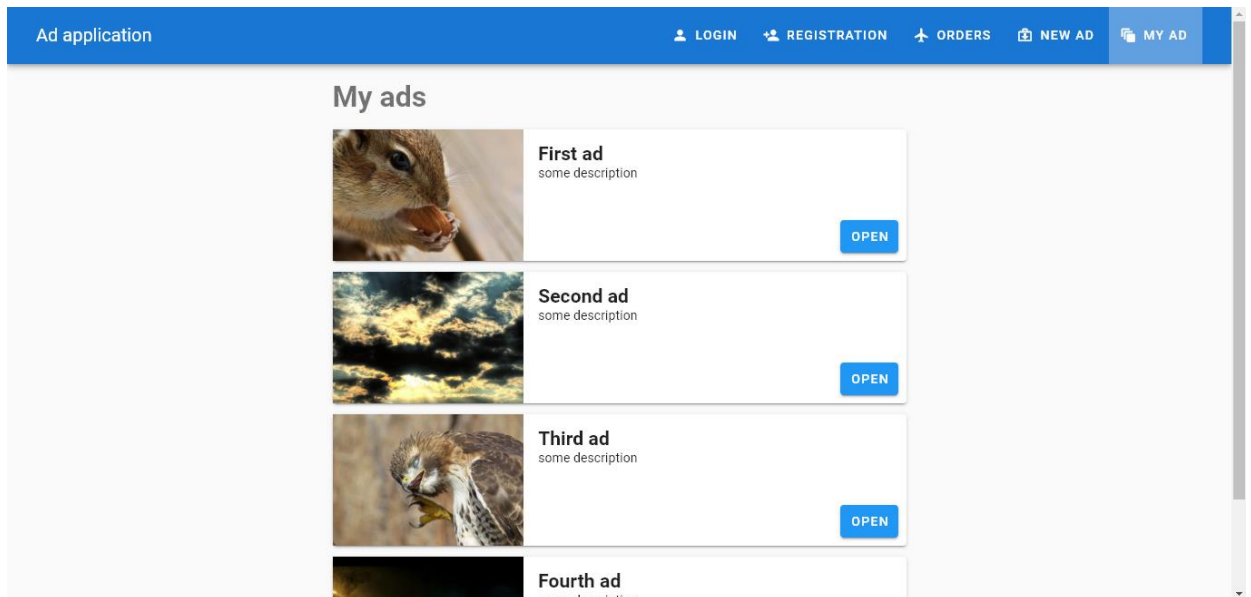 Ad application
LOGIN
REGISTRATION
ORDERS
NEW AD
MY AD
My ads
First ad
some description
OPEN
Second ad
some description
OPEN
Third ad
some description
OPEN
Fourth ad